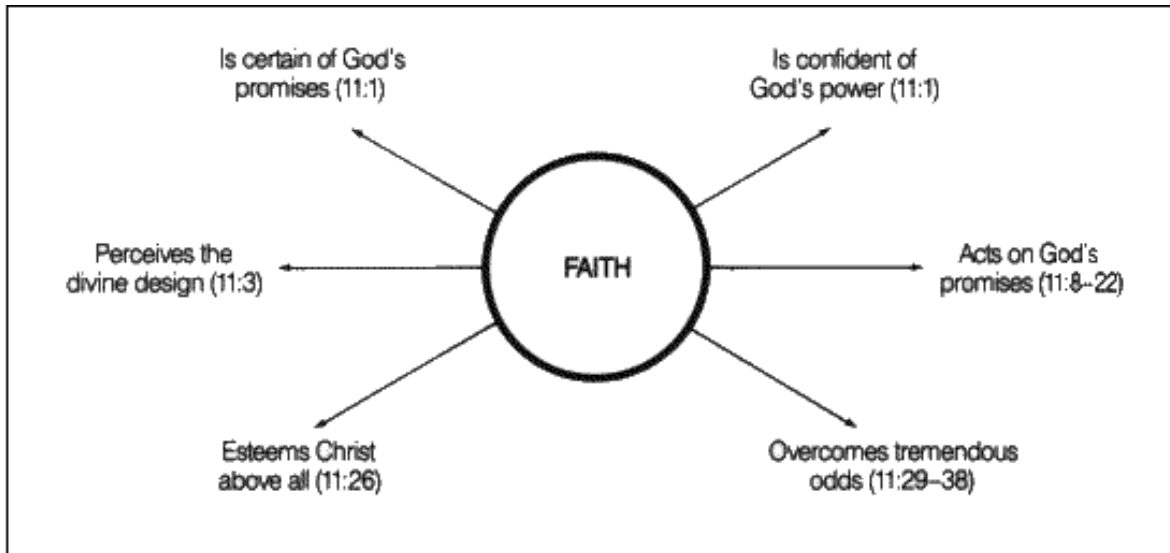 Is certain of God's
promises (11:1)
Is confident of
God's power (11:1)
Perceives the
divine design (11:3)
FAITH
Acts on God's
promises (11:8–22)
Esteems Christ
above all (11:26)
Overcomes tremendous
odds (11:29–38)